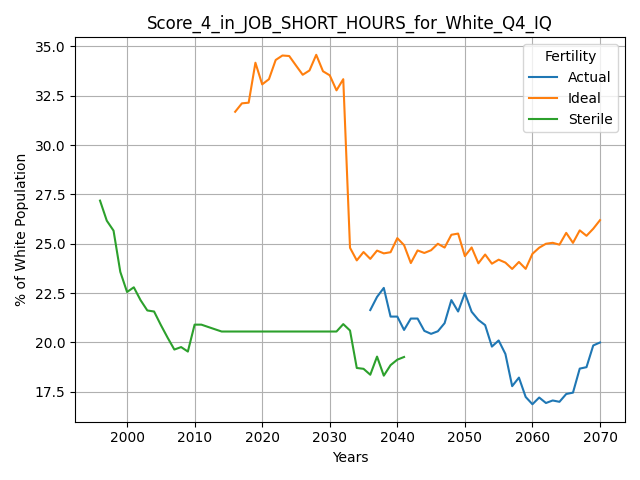 Score_4_in_JOB_SHORT_HOURS_for_White_Q4_IQ
% of White Population
35.0
32.5
30.0
27.5
25.0
22.5
20.0
17.5
Fertility
Actual
Ideal
Sterile
2000
2010
2020
2030
2040
2050
2060
2070
Years